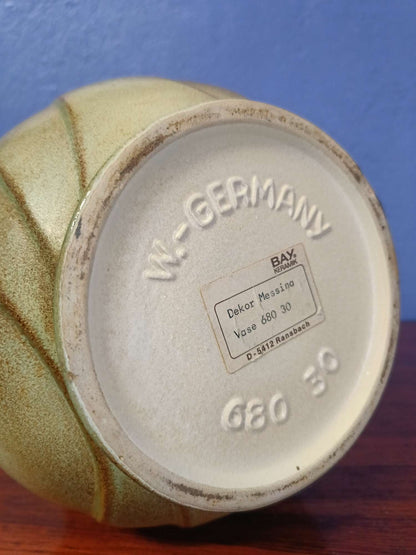 W.-GERMANY
BAY®
KERAMIK
Dekor Messina
Vase 680 30
D-5412 Ransbach
680 30